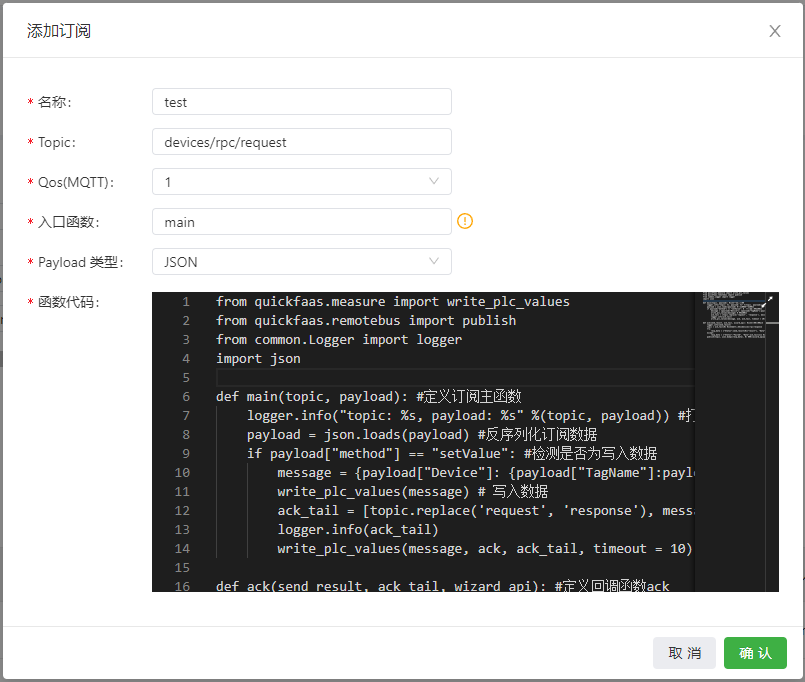 添加订阅
* 名称:
test
* Topic:
devices/rpc/request
* Qos(MQTT):
1
* 入口函数:
main
* Payload 类型:
JSON
* 函数代码:
1 from quickfaas.measure import write_plc_values
2 from quickfaas.remotebus import publish
3 from common.Logger import logger
4 import json
5
6 def main(topic, payload): #定义订阅主函数
7 logger.info("topic: %s, payload: %s" %(topic, payload)) #打
8 payload = json.loads(payload) #反序列化订阅数据
9 if payload["method"] == "setValue": #检测是否为写入数据
10 message = {payload["Device"]: {payload["TagName"]:paylo
11 write_plc_values(message) # 写入数据
12 ack_tail = [topic.replace('request', 'response'), messa
13 logger.info(ack_tail)
14 write_plc_values(message, ack, ack_tail, timeout = 10)
15
16 def ack(send_result, ack_tail, wizard_api): #定义回调函数ack
取 消
确 认